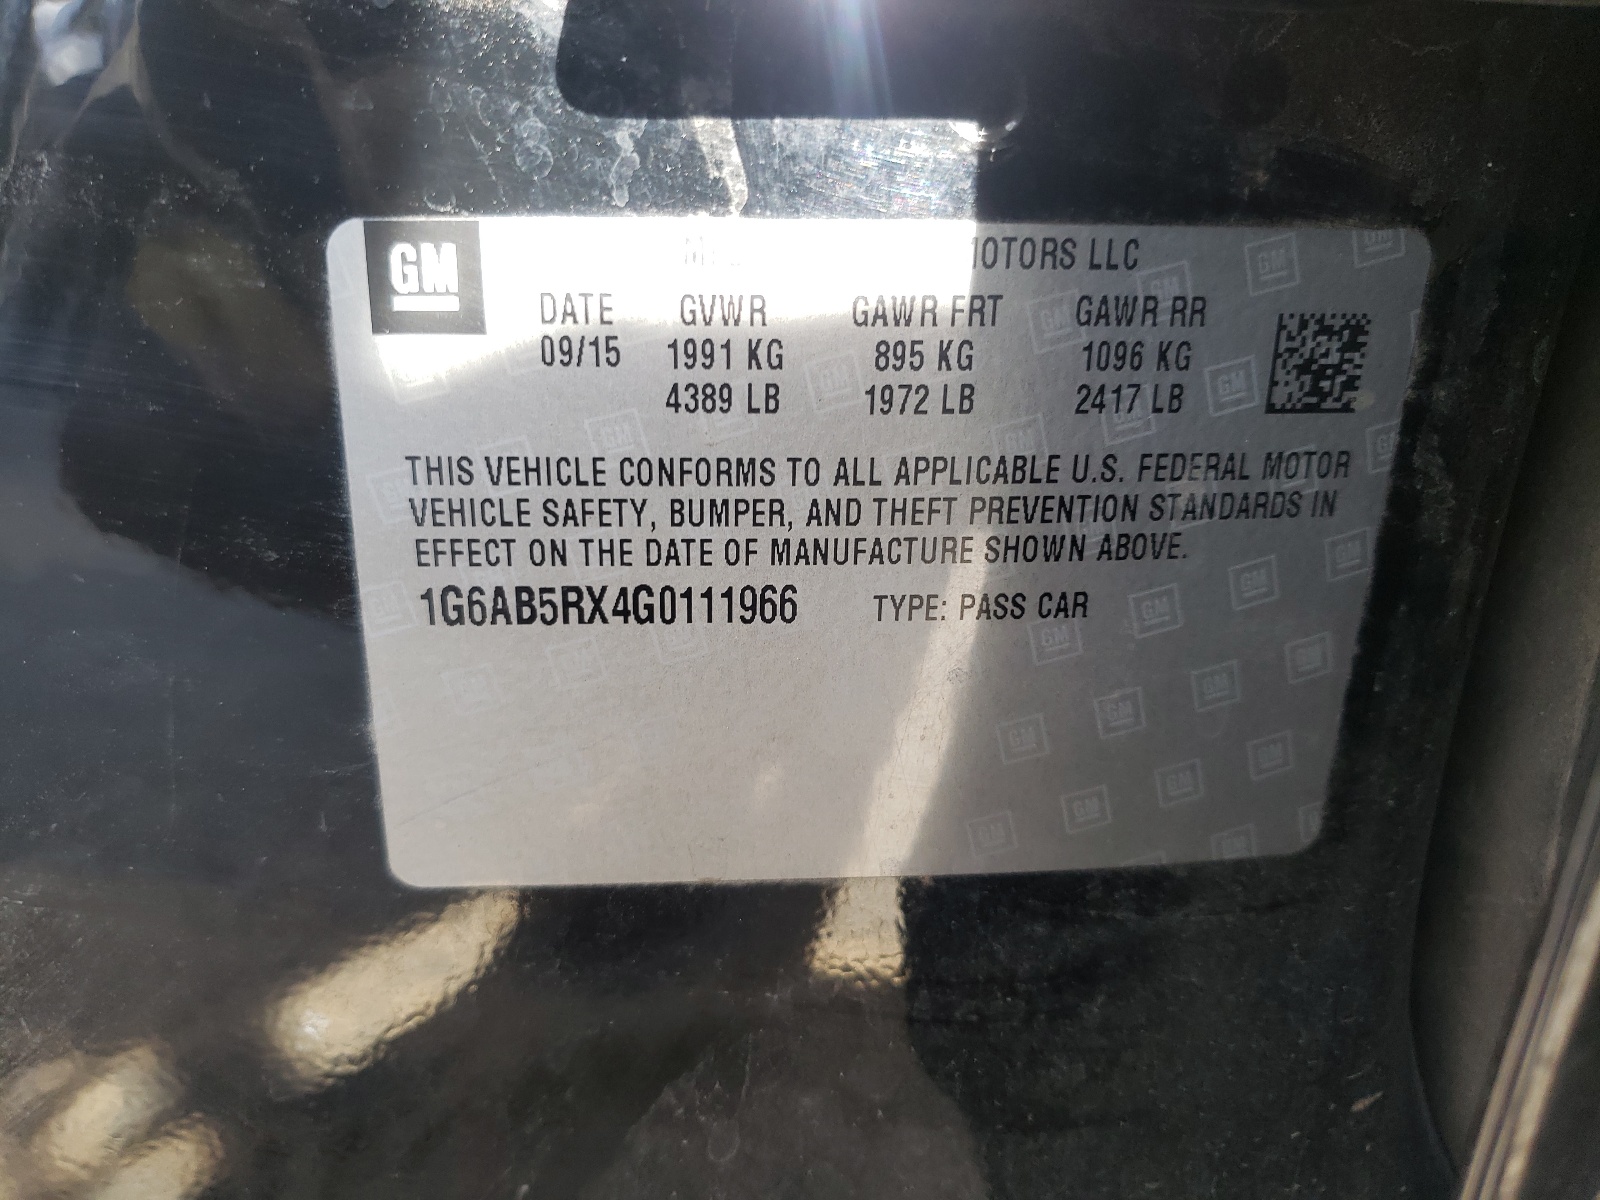 GM
MOTORS LLC
DATE GVWR GAWR FRT GAWR RR
09/15 1991 KG 895 KG 1096 KG
4389 LB 1972 LB 2417 LB
THIS VEHICLE CONFORMS TO ALL APPLICABLE U.S. FEDERAL MOTOR
VEHICLE SAFETY, BUMPER, AND THEFT PREVENTION STANDARDS IN
EFFECT ON THE DATE OF MANUFACTURE SHOWN ABOVE.
1G6AB5RX4G0111966 TYPE: PASS CAR